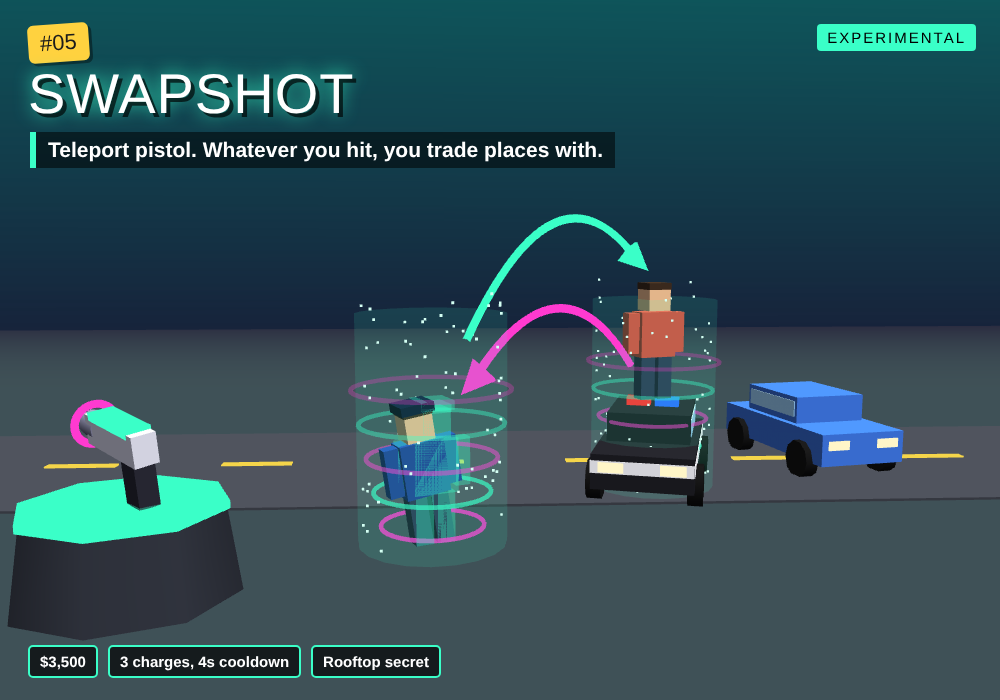 #05
EXPERIMENTAL
SWAPSHOT
Teleport pistol. Whatever you hit, you trade places with.
$3,500
3 charges, 4s cooldown
Rooftop secret